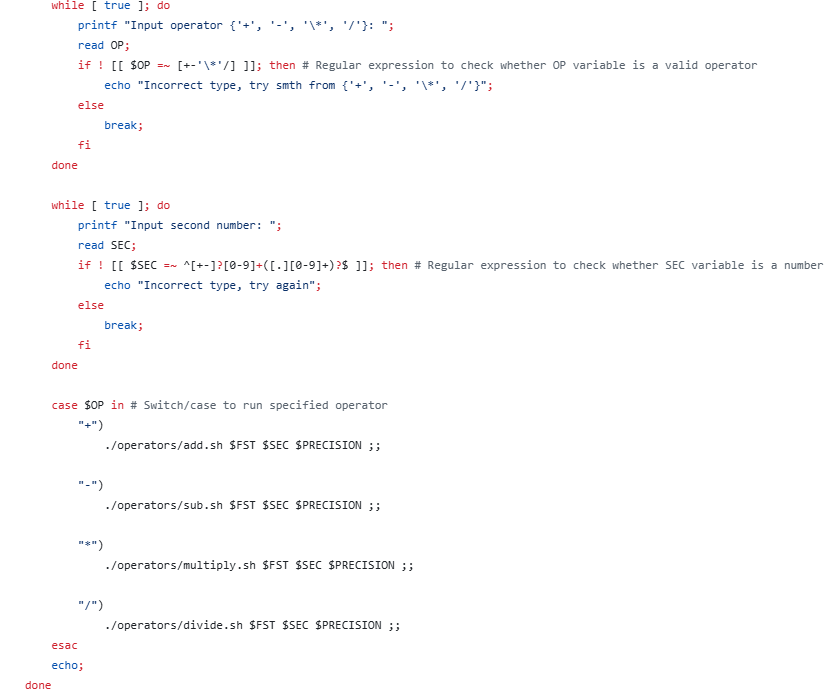 while [ true ]; do
printf "Input operator {'+', '-', '\*', '/'}: ";
read OP;
if ! [[ $OP =~ [+-'\*'/] ]]; then # Regular expression to check whether OP variable is a valid operator
echo "Incorrect type, try smth from {'+', '-', '\*', '/'}";
else
break;
fi
done
while [ true ]; do
printf "Input second number: ";
read SEC;
if ! [[ $SEC =~ ^[+-]?[0-9]+([.][0-9]+)?$ ]]; then # Regular expression to check whether SEC variable is a number
echo "Incorrect type, try again";
else
break;
fi
done
case $OP in # Switch/case to run specified operator
"+")
./operators/add.sh $FST $SEC $PRECISION ;;
"-")
./operators/sub.sh $FST $SEC $PRECISION ;;
"*")
./operators/multiply.sh $FST $SEC $PRECISION ;;
"/")
./operators/divide.sh $FST $SEC $PRECISION ;;
esac
echo;
done